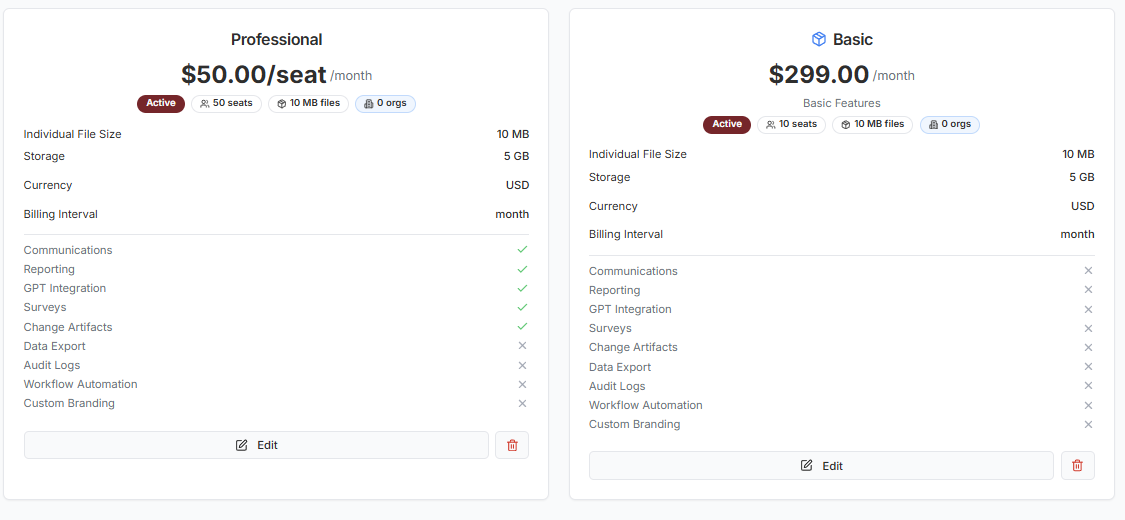 Professional
$50.00/seat /month
Active 50 seats 10 MB files 0 orgs
Individual File Size 10 MB
Storage 5 GB
Currency USD
Billing Interval month
Communications
Reporting
GPT Integration
Surveys
Change Artifacts
Data Export
Audit Logs
Workflow Automation
Custom Branding
Edit
Basic
$299.00 /month
Basic Features
Active 10 seats 10 MB files 0 orgs
Individual File Size 10 MB
Storage 5 GB
Currency USD
Billing Interval month
Communications
Reporting
GPT Integration
Surveys
Change Artifacts
Data Export
Audit Logs
Workflow Automation
Custom Branding
Edit